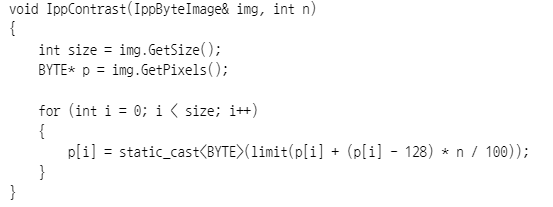 void IppContrast(IppByteImage& img, int n)
{
    int size = img.GetSize();
    BYTE* p = img.GetPixels();

    for (int i = 0; i < size; i++)
    {
        p[i] = static_cast<BYTE>(limit(p[i] + (p[i] - 128) * n / 100));
    }
}